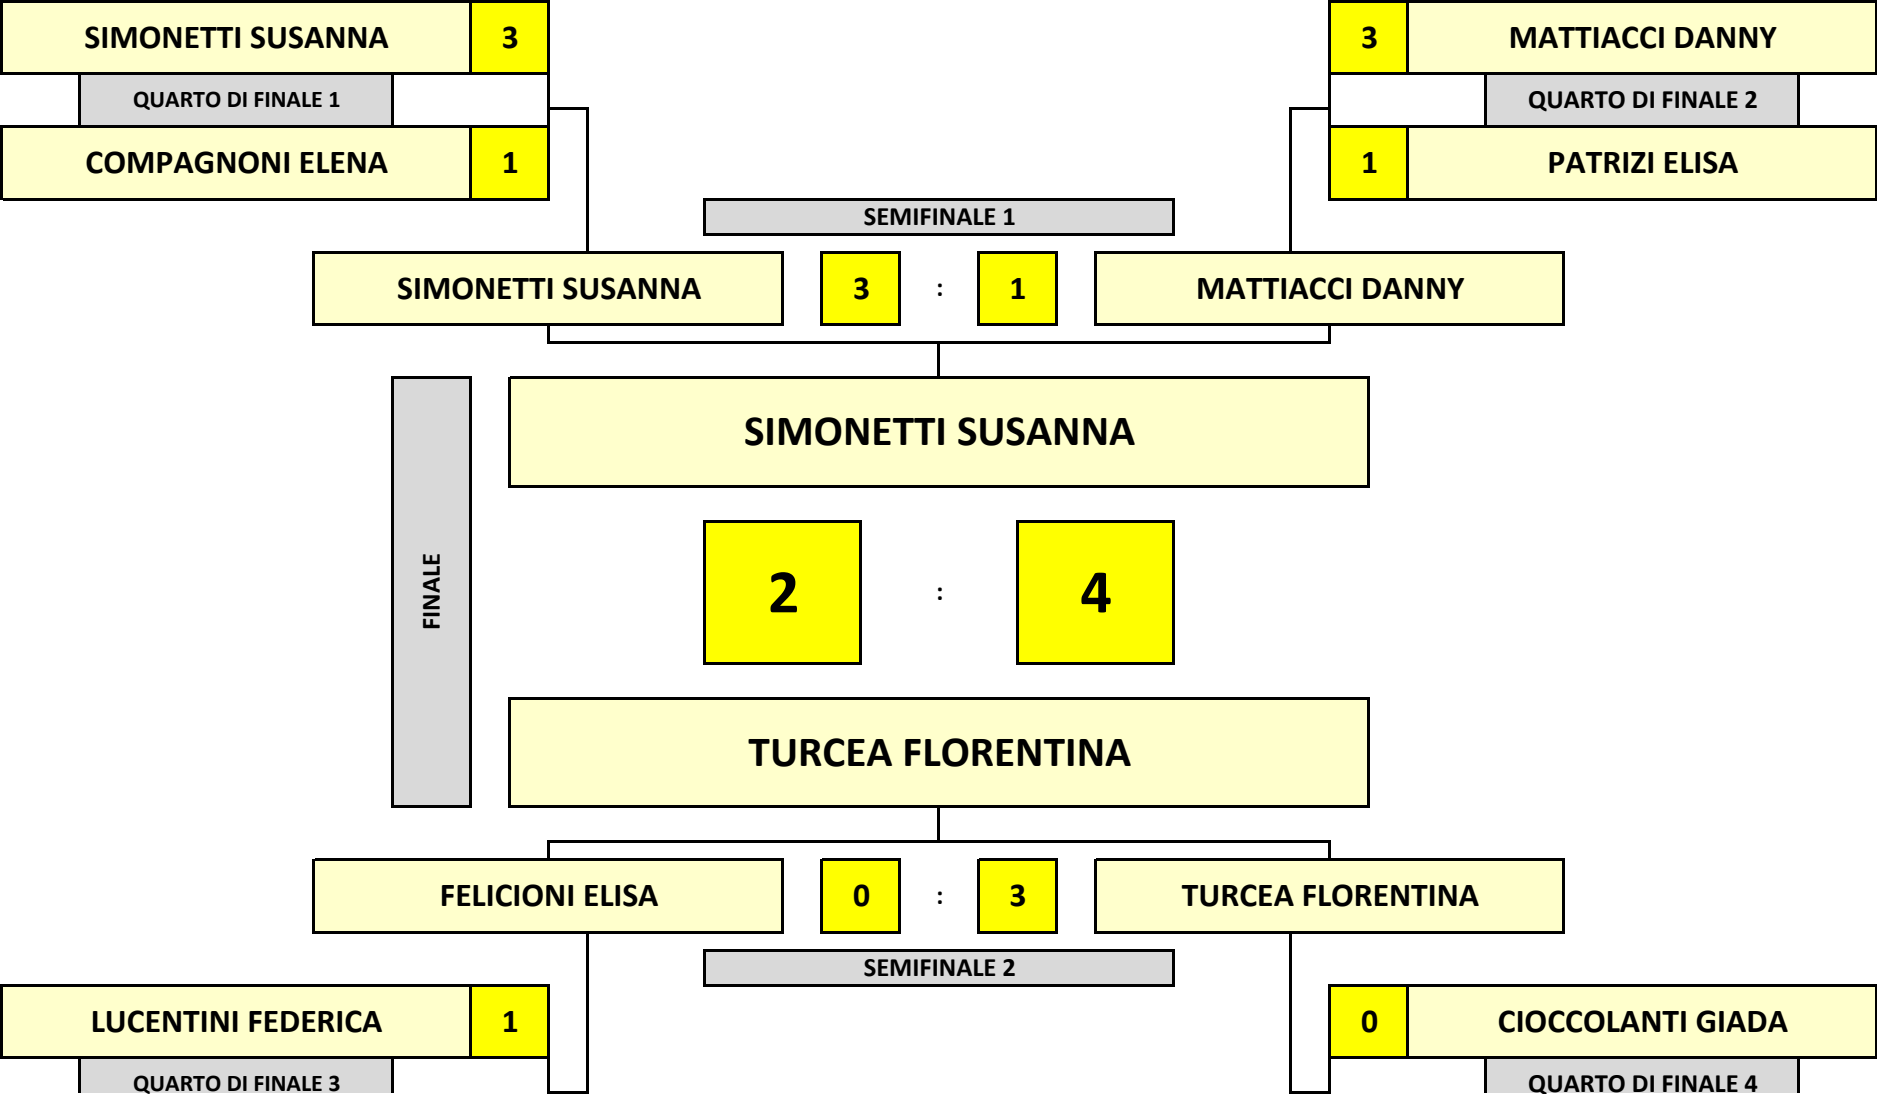 SIMONETTI SUSANNA 3
3 MATTIACCI DANNY
QUARTO DI FINALE 1
QUARTO DI FINALE 2
COMPAGNONI ELENA 1
1 PATRIZI ELISA
SEMIFINALE 1
SIMONETTI SUSANNA 3 : 1 MATTIACCI DANNY
SIMONETTI SUSANNA
FINALE
2 : 4
TURCEA FLORENTINA
FELICIONI ELISA 0 : 3 TURCEA FLORENTINA
SEMIFINALE 2
LUCENTINI FEDERICA 1
0 CIOCCOLANTI GIADA
QUARTO DI FINALE 3
QUARTO DI FINALE 4